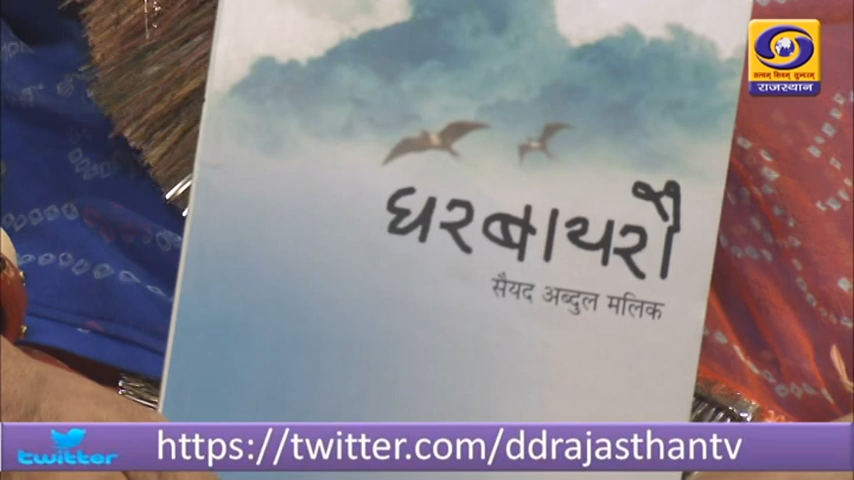 सत्यम् शिवम् सुन्दरम्
राजस्थान
घरबायरौ
सैयद अब्दुल मलिक
twitter
https://twitter.com/ddrajasthantv